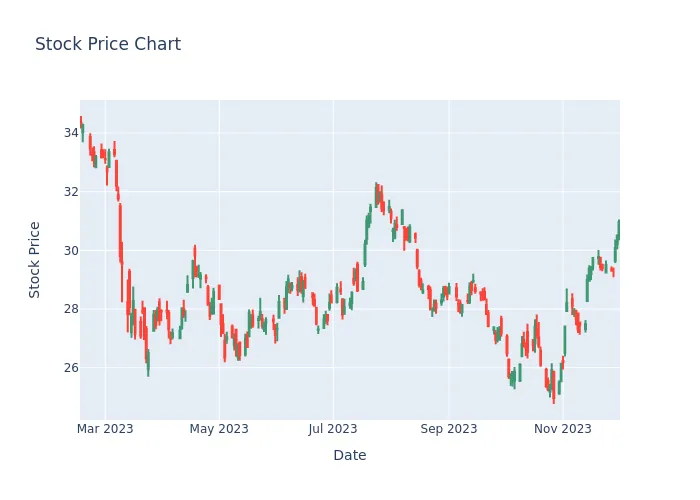 Stock Price Chart
Stock Price
34
32
30
28
26
Mar 2023
May 2023
Jul 2023
Sep 2023
Nov 2023
Date